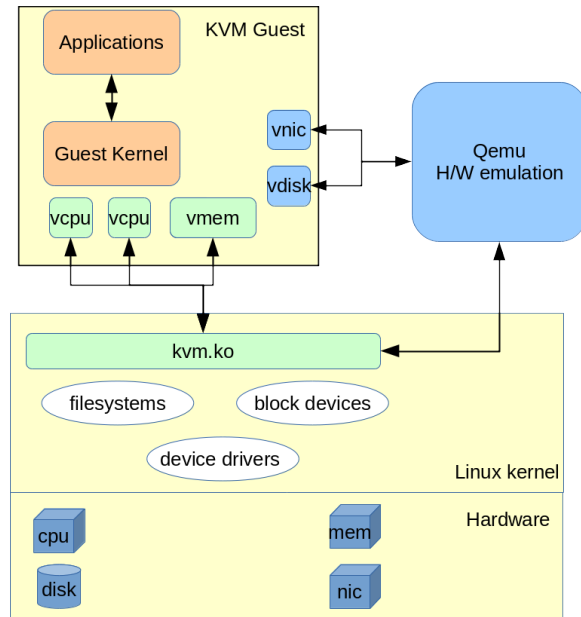 KVM Guest
Applications
Guest Kernel
vnic
vdisk
vcpu
vcpu
vmem
Qemu
H/W emulation
kvm.ko
filesystems
block devices
device drivers
Linux kernel
Hardware
cpu
mem
disk
nic